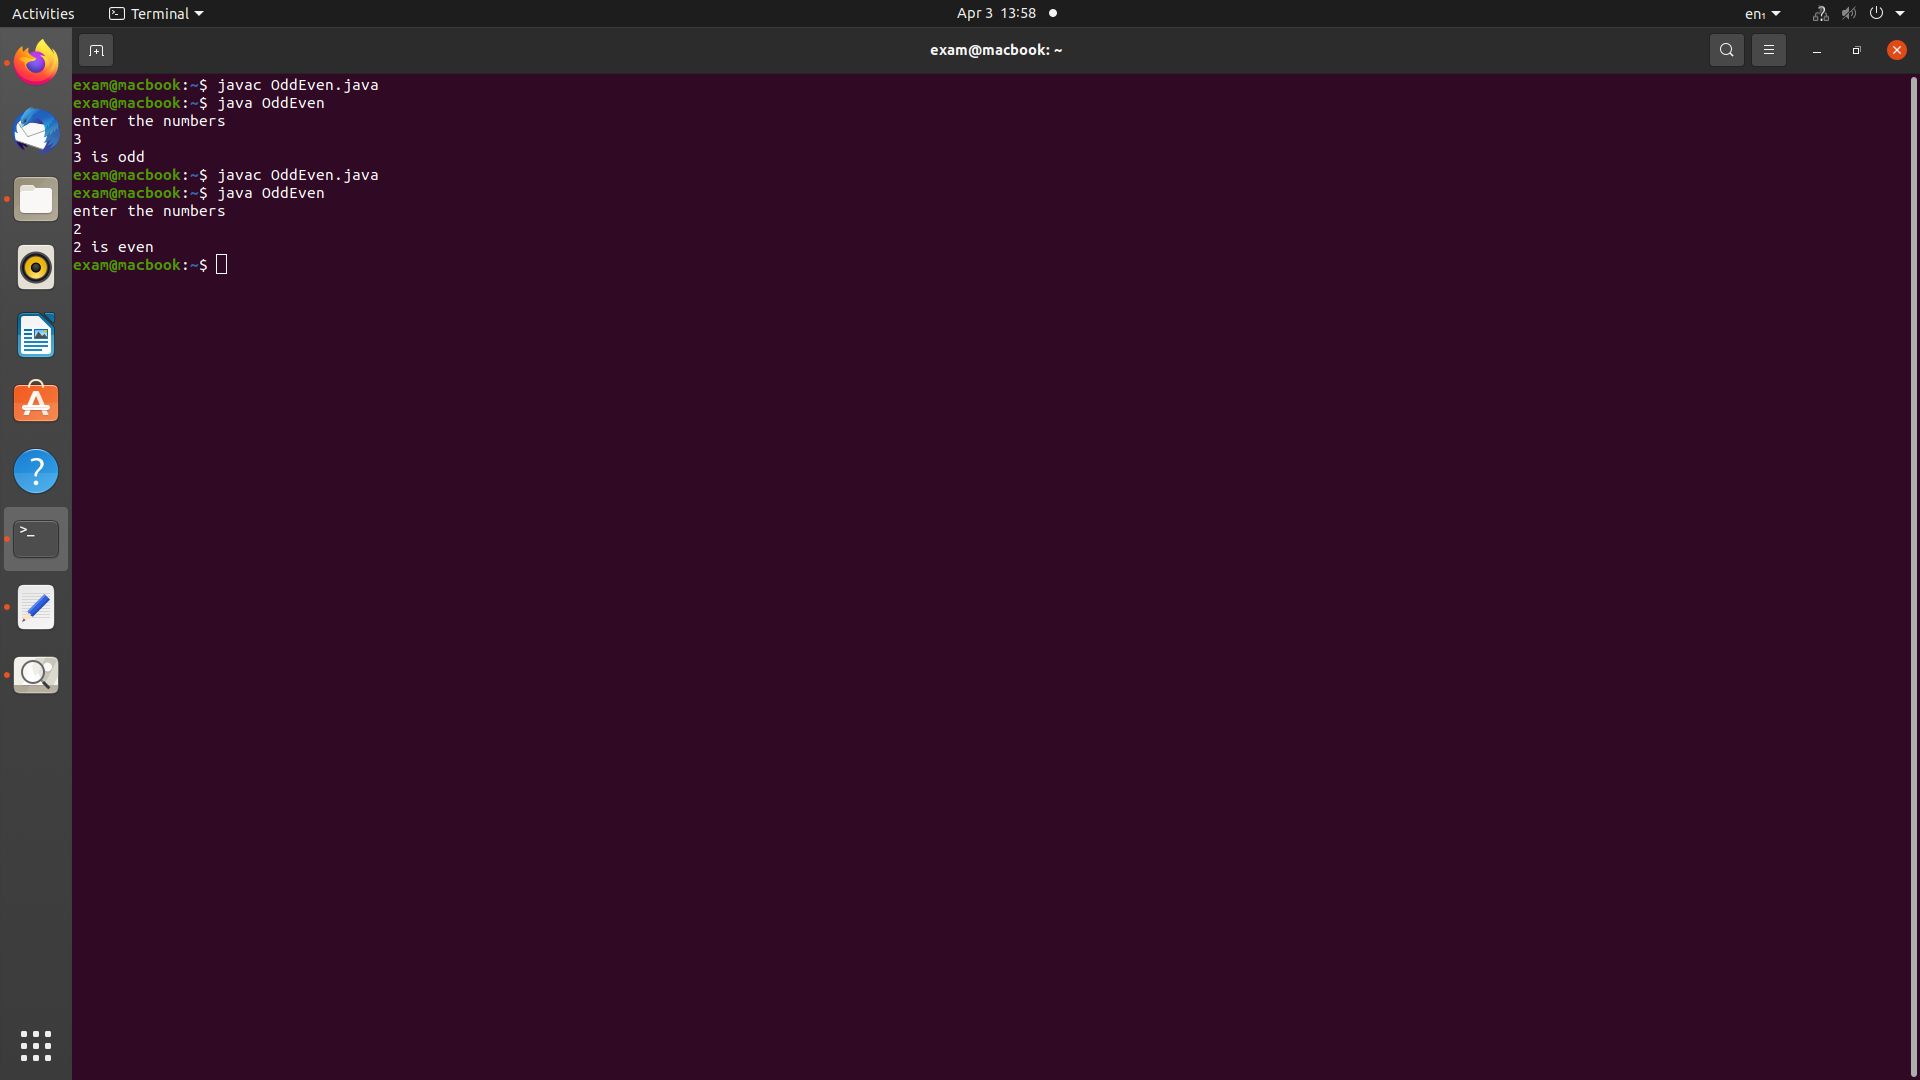 Activities
Terminal
Apr 3 13:58
en₁
exam@macbook: ~
exam@macbook:~$ javac OddEven.java
exam@macbook:~$ java OddEven
enter the numbers
3
3 is odd
exam@macbook:~$ javac OddEven.java
exam@macbook:~$ java OddEven
enter the numbers
2
2 is even
exam@macbook:~$